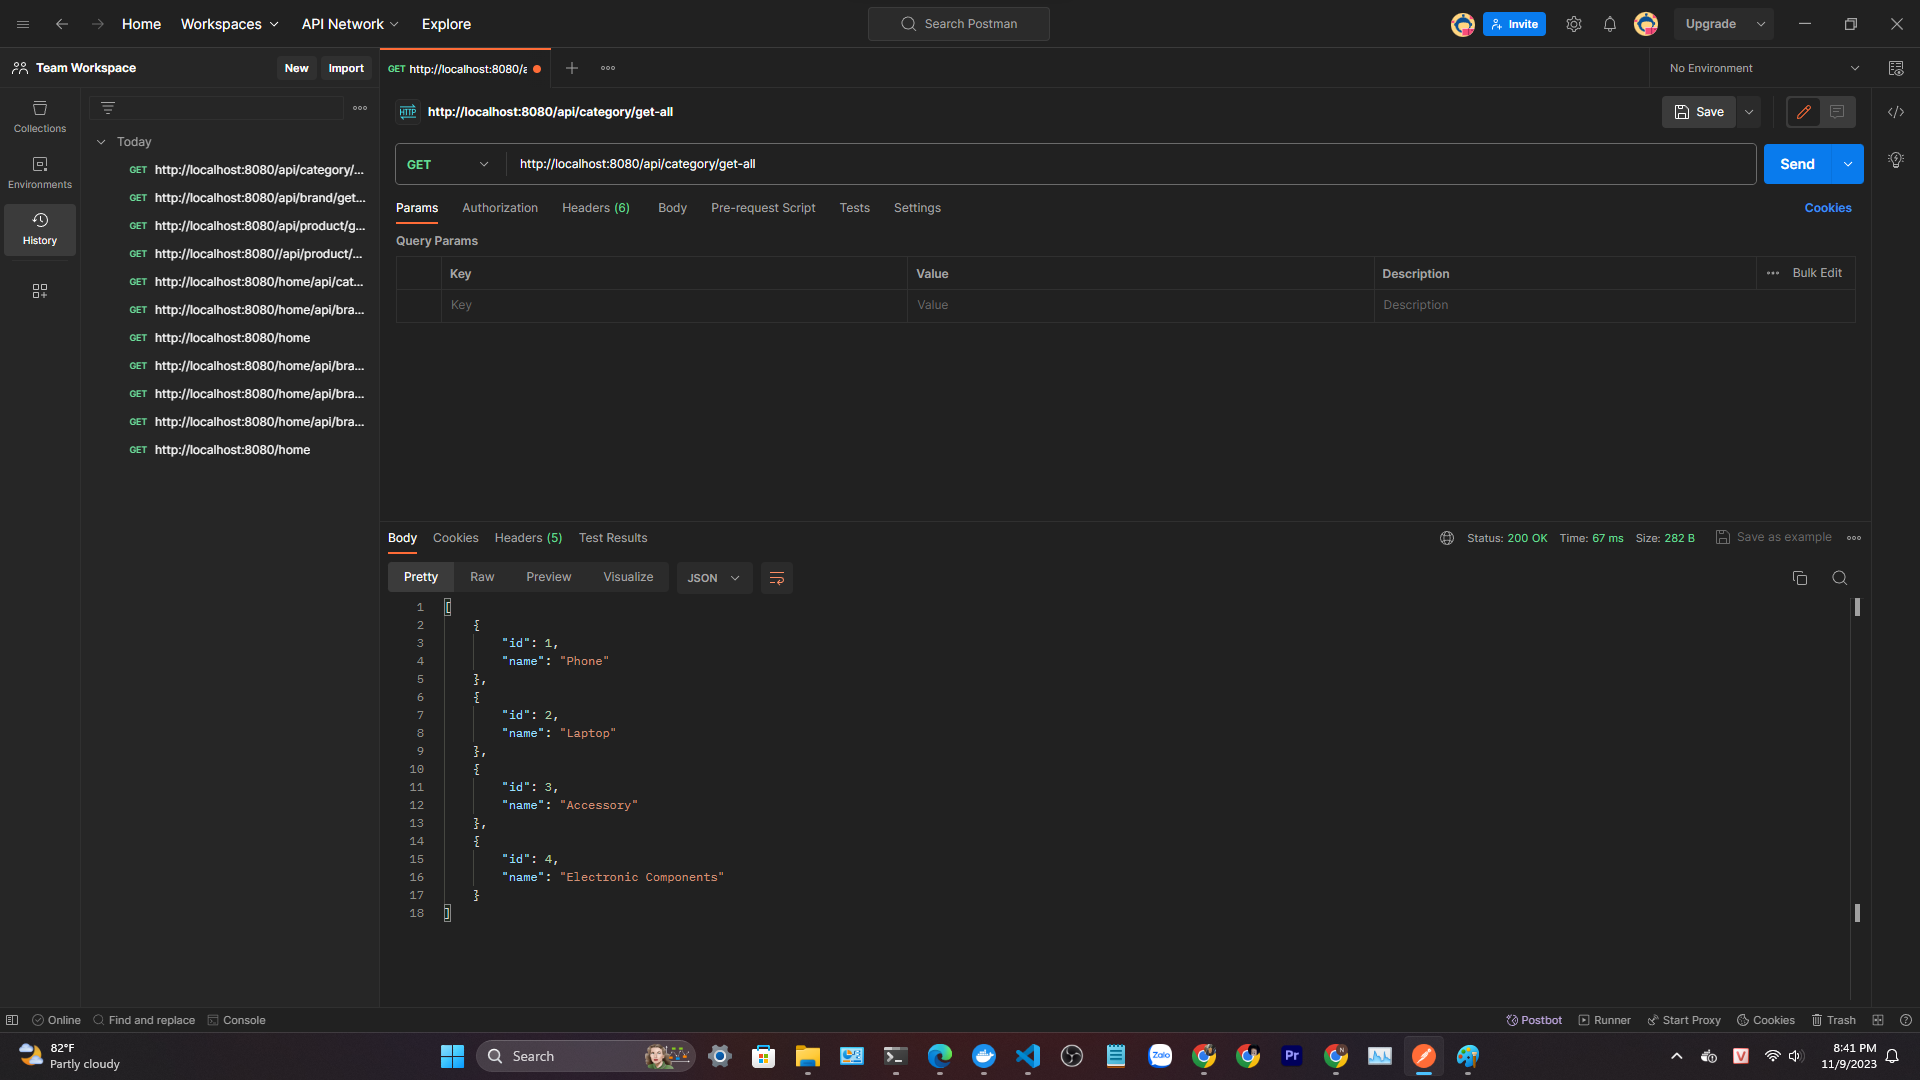 Home Workspaces API Network Explore Search Postman Invite Upgrade
Team Workspace New Import GET http://localhost:8080/a No Environment
HTTP http://localhost:8080/api/category/get-all Save
Collections
Environments
History
Today
GET http://localhost:8080/api/category/...
GET http://localhost:8080/api/brand/get...
GET http://localhost:8080/api/product/g...
GET http://localhost:8080//api/product/...
GET http://localhost:8080/home/api/cat...
GET http://localhost:8080/home/api/bra...
GET http://localhost:8080/home
GET http://localhost:8080/home/api/bra...
GET http://localhost:8080/home/api/bra...
GET http://localhost:8080/home/api/bra...
GET http://localhost:8080/home
GET http://localhost:8080/api/category/get-all Send
Params Authorization Headers (6) Body Pre-request Script Tests Settings Cookies
Query Params
Key Value Description Bulk Edit
Key Value Description
Body Cookies Headers (5) Test Results Status: 200 OK Time: 67 ms Size: 282 B Save as example
Pretty Raw Preview Visualize JSON
1 [
2 {
3 "id": 1,
4 "name": "Phone"
5 },
6 {
7 "id": 2,
8 "name": "Laptop"
9 },
10 {
11 "id": 3,
12 "name": "Accessory"
13 },
14 {
15 "id": 4,
16 "name": "Electronic Components"
17 }
18 ]
Online Find and replace Console Postbot Runner Start Proxy Cookies Trash
82°F
Partly cloudy
Search
Zalo
Pr
V
8:41 PM
11/9/2023